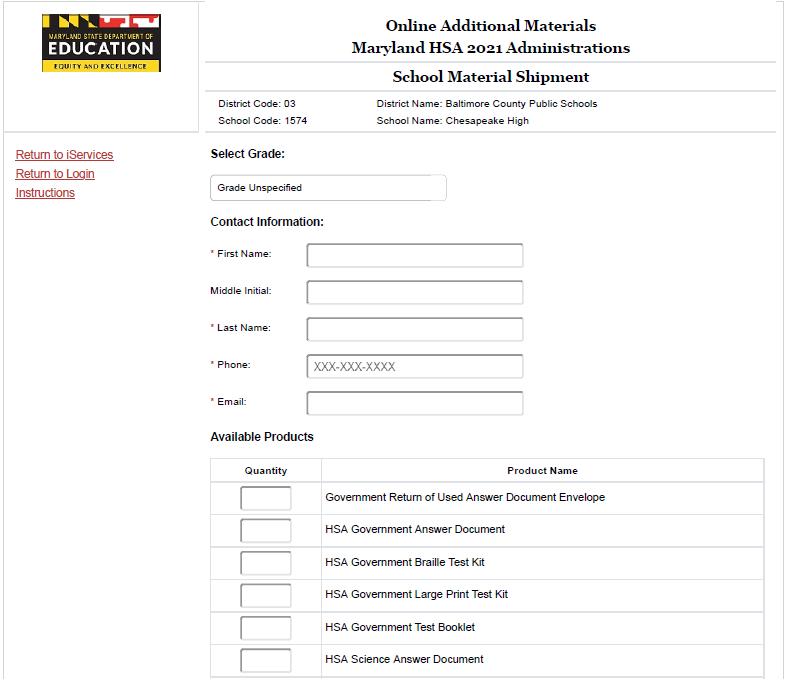 MARYLAND STATE DEPARTMENT OF
EDUCATION
EQUITY AND EXCELLENCE
Online Additional Materials
Maryland HSA 2021 Administrations
School Material Shipment
District Code: 03 District Name: Baltimore County Public Schools
School Code: 1574 School Name: Chesapeake High
Return to iServices
Return to Login
Instructions
Select Grade:
Grade Unspecified
Contact Information:
* First Name:
Middle Initial:
* Last Name:
* Phone: XXX-XXX-XXXX
* Email:
Available Products
Quantity Product Name
Government Return of Used Answer Document Envelope
HSA Government Answer Document
HSA Government Braille Test Kit
HSA Government Large Print Test Kit
HSA Government Test Booklet
HSA Science Answer Document